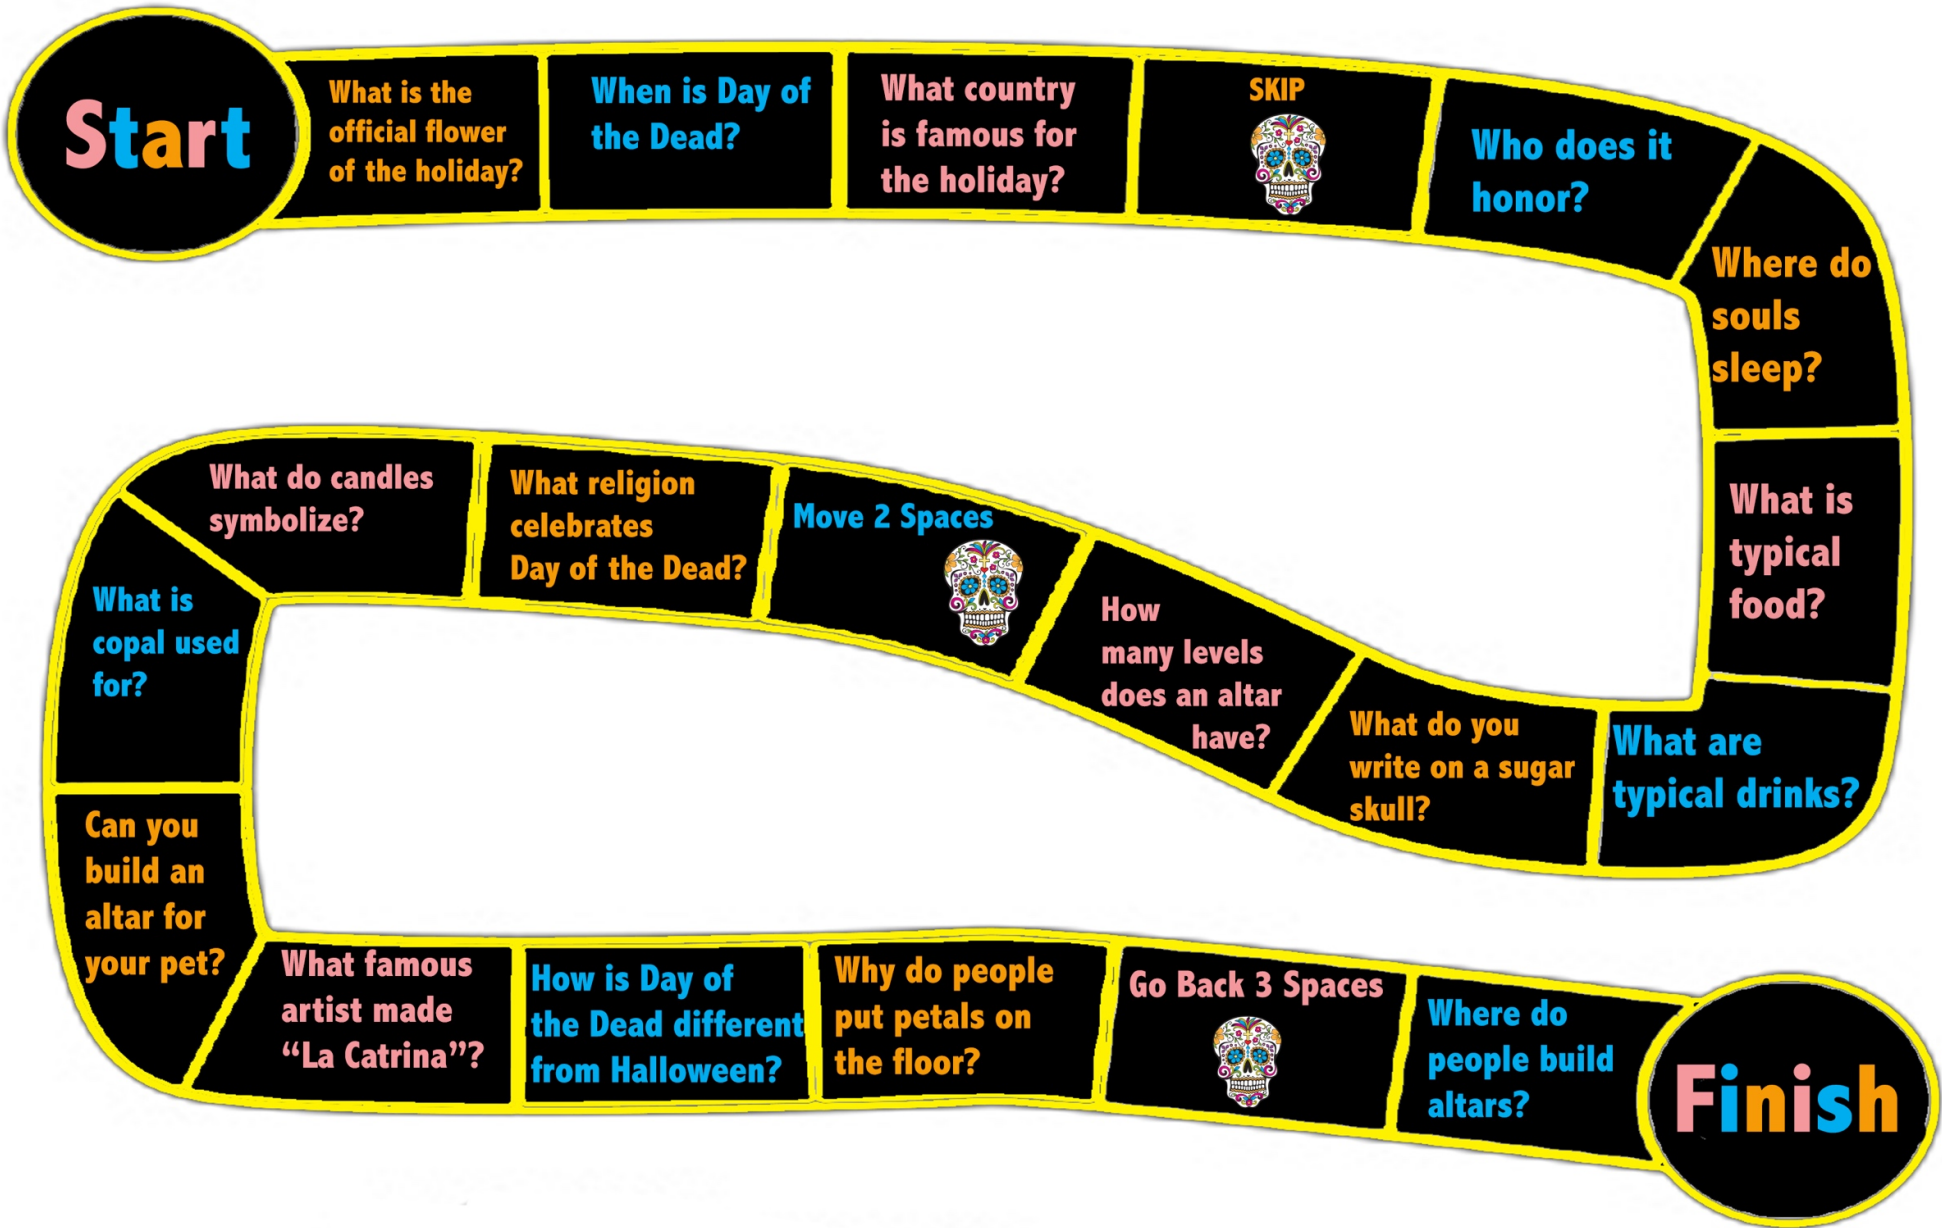 Start
What is the
official flower
of the holiday?
When is Day of
the Dead?
What country
is famous for
the holiday?
SKIP
Who does it
honor?
Where do
souls
sleep?
What is
typical
food?
What are
typical drinks?
What do you
write on a sugar
skull?
How
many levels
does an altar
have?
Move 2 Spaces
What religion
celebrates
Day of the Dead?
What do candles
symbolize?
What is
copal used
for?
Can you
build an
altar for
your pet?
What famous
artist made
“La Catrina”?
How is Day of
the Dead different
from Halloween?
Why do people
put petals on
the floor?
Go Back 3 Spaces
Where do
people build
altars?
Finish